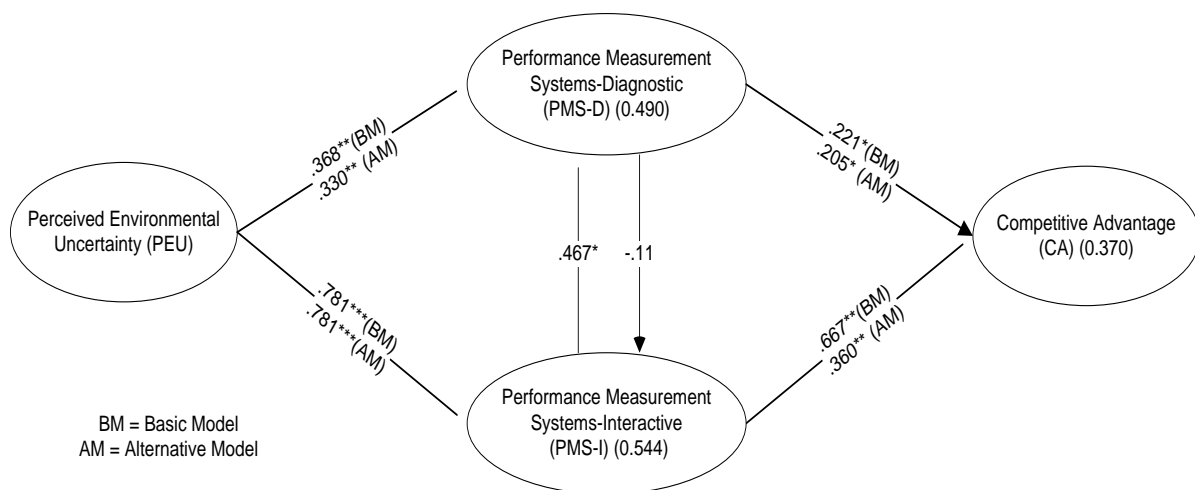 Performance Measurement
Systems-Diagnostic
(PMS-D) (0.490)
.368**(BM)
.330** (AM)
.221*(BM)
.205* (AM)
Perceived Environmental
Uncertainty (PEU)
.467*
-.11
Competitive Advantage
(CA) (0.370)
.781***(BM)
.781***(AM)
.667**(BM)
.360** (AM)
Performance Measurement
Systems-Interactive
(PMS-I) (0.544)
BM = Basic Model
AM = Alternative Model